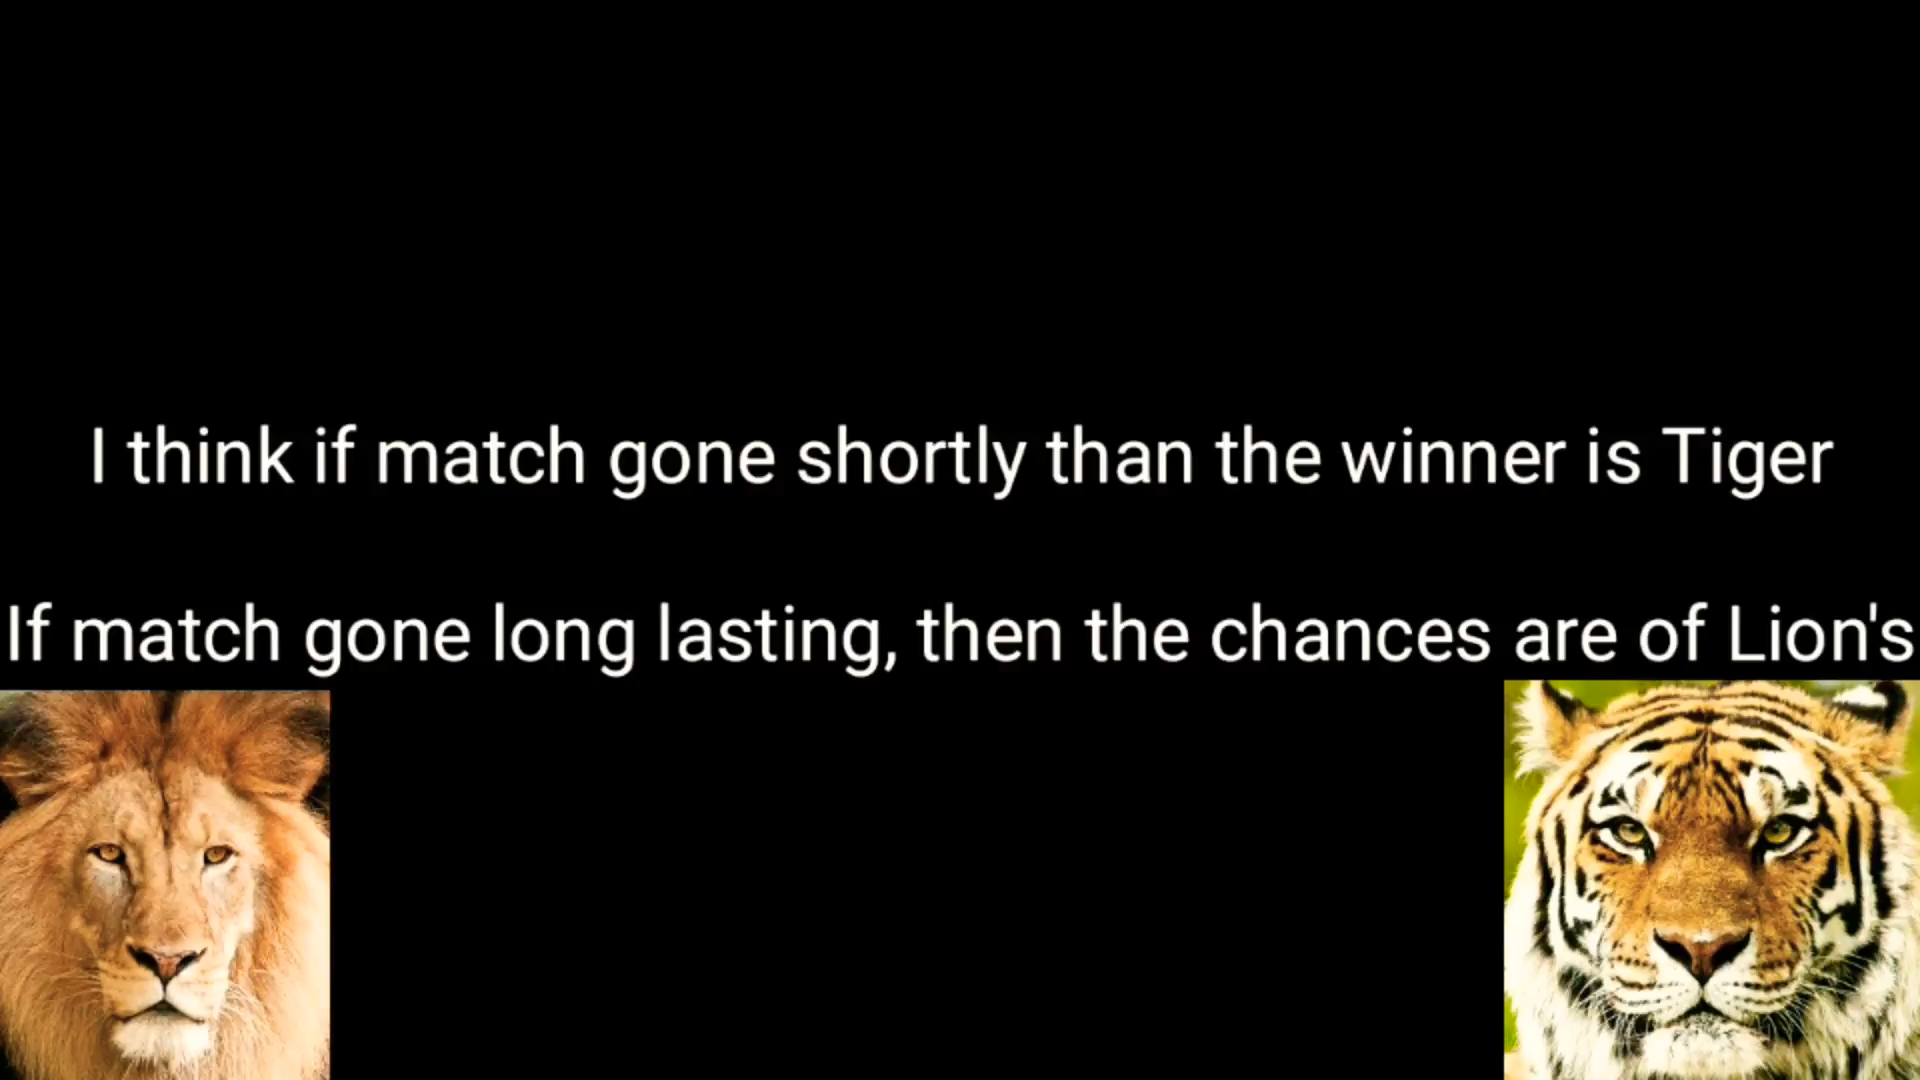 I think if match gone shortly than the winner is Tiger
If match gone long lasting, then the chances are of Lion's